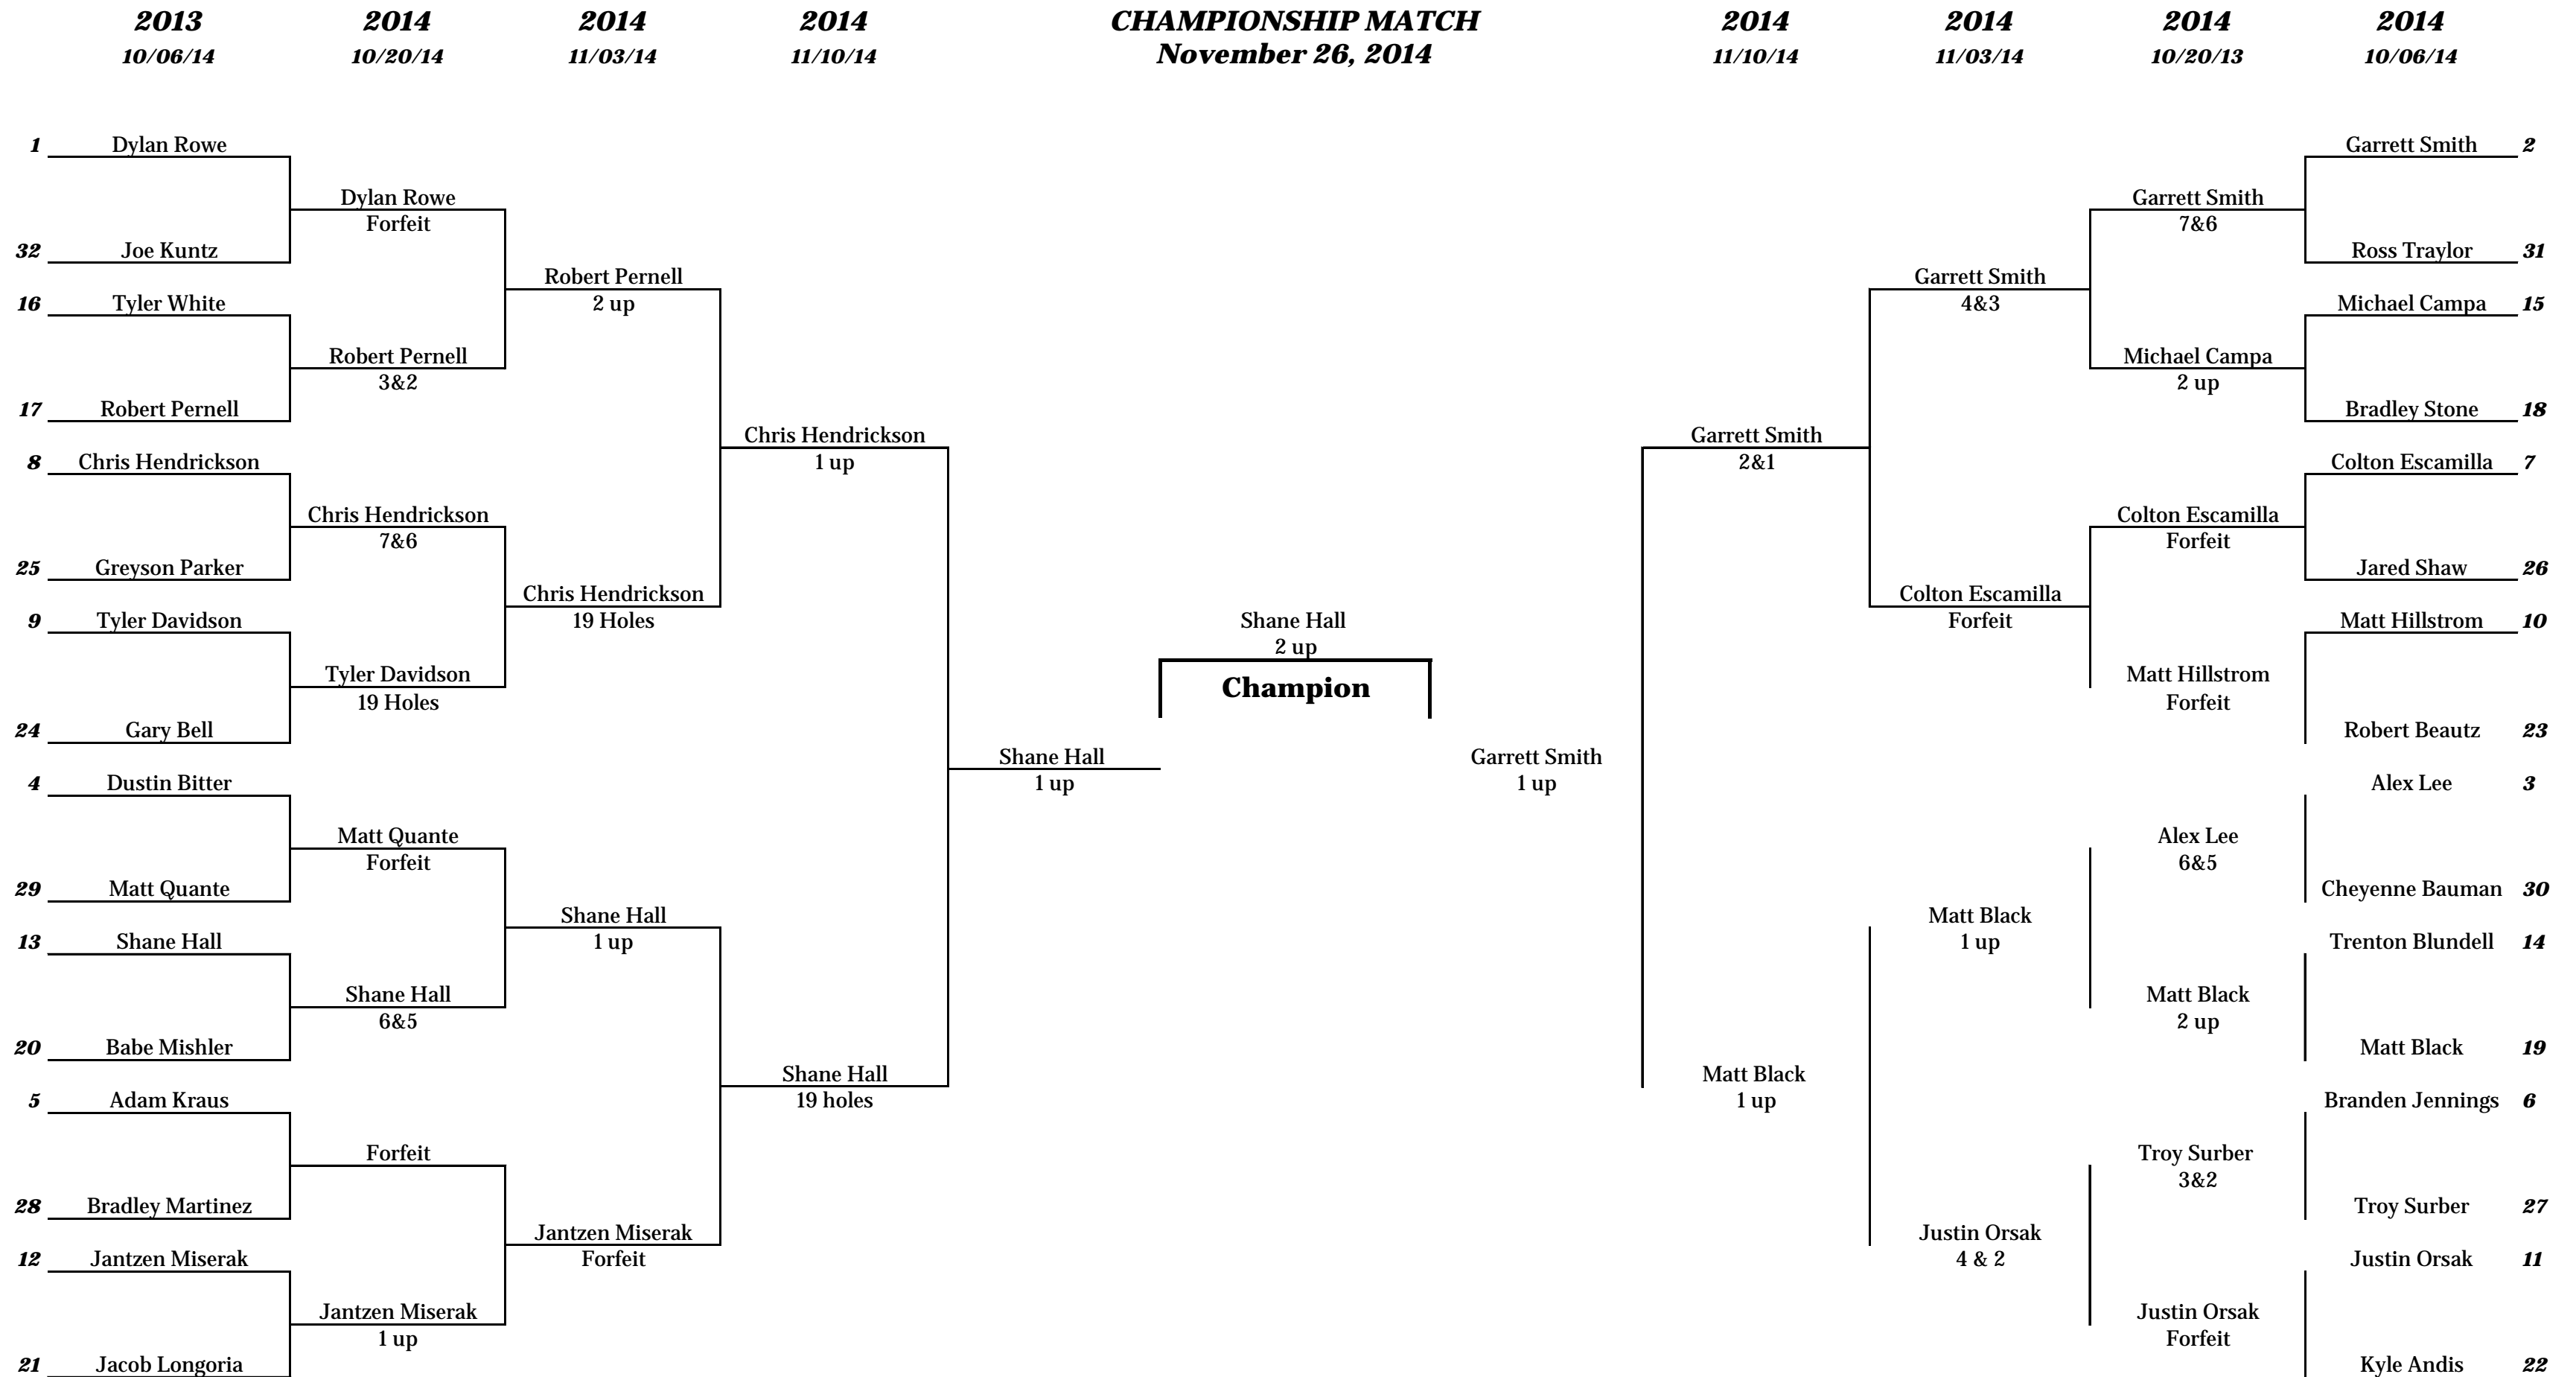 2013 2014 2014 2014 CHAMPIONSHIP MATCH 2014 2014 2014 2014
10/06/14 10/20/14 11/03/14 11/10/14 November 26, 2014 11/10/14 11/03/14 10/20/13 10/06/14
1 Dylan Rowe Garrett Smith 2
Dylan Rowe Garrett Smith
Forfeit 7&6
32 Joe Kuntz Ross Traylor 31
Robert Pernell Garrett Smith
16 Tyler White 2 up 4&3 Michael Campa 15
Robert Pernell Michael Campa
3&2 2 up
17 Robert Pernell Bradley Stone 18
Chris Hendrickson Garrett Smith
8 Chris Hendrickson 1 up 2&1 Colton Escamilla 7
Chris Hendrickson Colton Escamilla
7&6 Forfeit
25 Greyson Parker Jared Shaw 26
Chris Hendrickson Colton Escamilla
9 Tyler Davidson 19 Holes Shane Hall Forfeit Matt Hillstrom 10
2 up
Tyler Davidson Champion Matt Hillstrom
19 Holes Forfeit
24 Gary Bell Robert Beautz 23
Shane Hall Garrett Smith
4 Dustin Bitter 1 up 1 up Alex Lee 3
Matt Quante Alex Lee
Forfeit 6&5
29 Matt Quante Cheyenne Bauman 30
Shane Hall Matt Black
13 Shane Hall 1 up 1 up Trenton Blundell 14
Shane Hall Matt Black
6&5 2 up
20 Babe Mishler Matt Black 19
Shane Hall Matt Black
5 Adam Kraus 19 holes 1 up Branden Jennings 6
Forfeit Troy Surber
3&2
28 Bradley Martinez Troy Surber 27
Jantzen Miserak Justin Orsak
12 Jantzen Miserak Forfeit 4 & 2 Justin Orsak 11
Jantzen Miserak Justin Orsak
1 up Forfeit
21 Jacob Longoria Kyle Andis 22